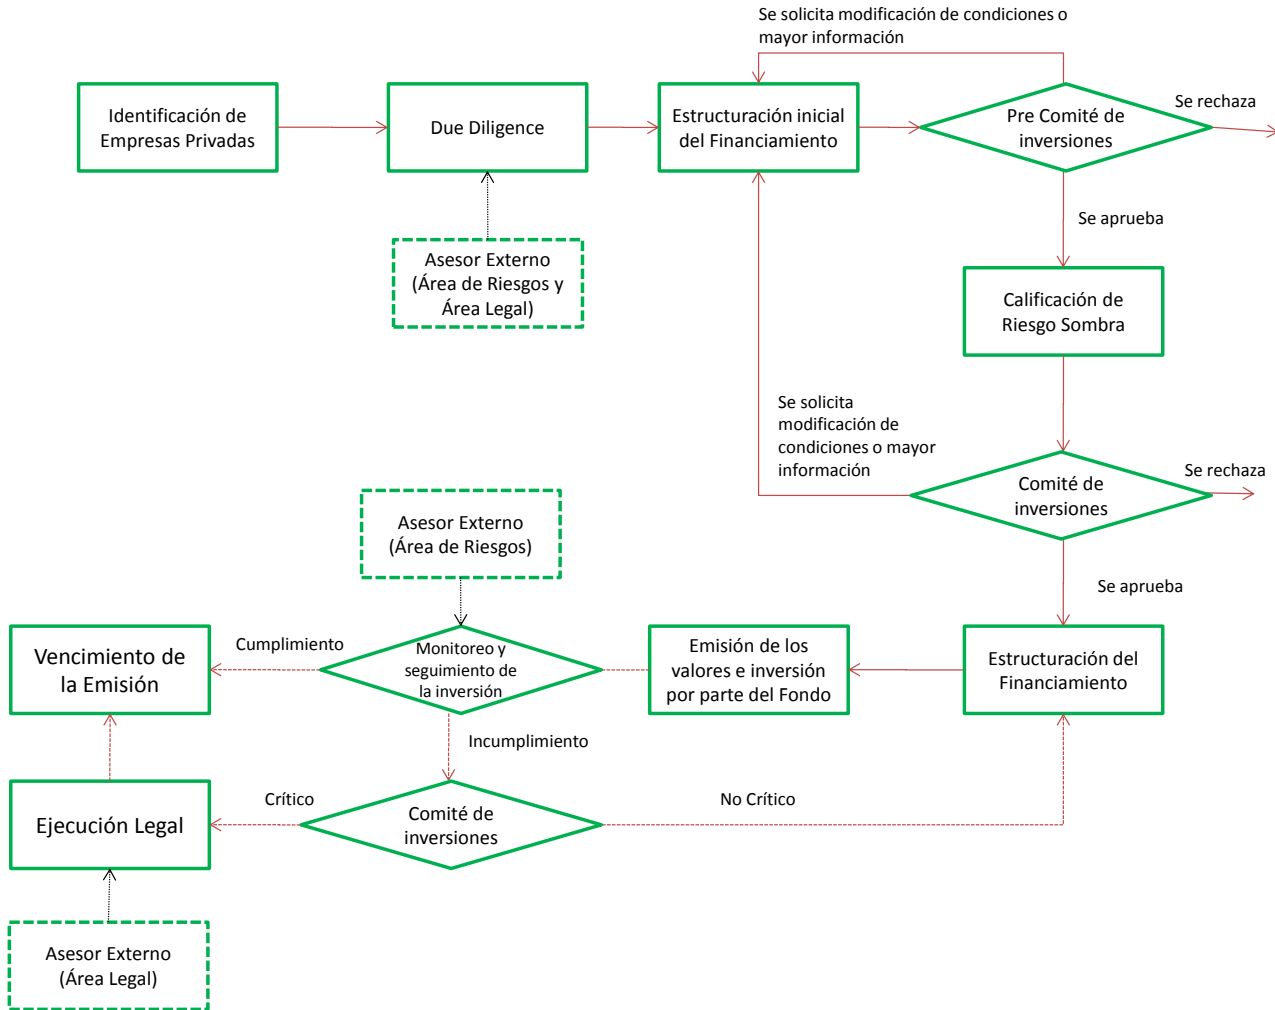 Se solicita modificación de condiciones o
mayor información
Identificación de
Empresas Privadas
Due Diligence
Estructuración inicial
del Financiamiento
Pre Comité de
inversiones
Se rechaza
Se aprueba
Asesor Externo
(Área de Riesgos y
Área Legal)
Calificación de
Riesgo Sombra
Se solicita
modificación de
condiciones o mayor
información
Comité de
inversiones
Se rechaza
Asesor Externo
(Área de Riesgos)
Se aprueba
Vencimiento de
la Emisión
Cumplimiento
Monitoreo y
seguimiento de
la inversión
Emisión de los
valores e inversión
por parte del Fondo
Estructuración del
Financiamiento
Incumplimiento
Ejecución Legal
Crítico
Comité de
inversiones
No Crítico
Asesor Externo
(Área Legal)